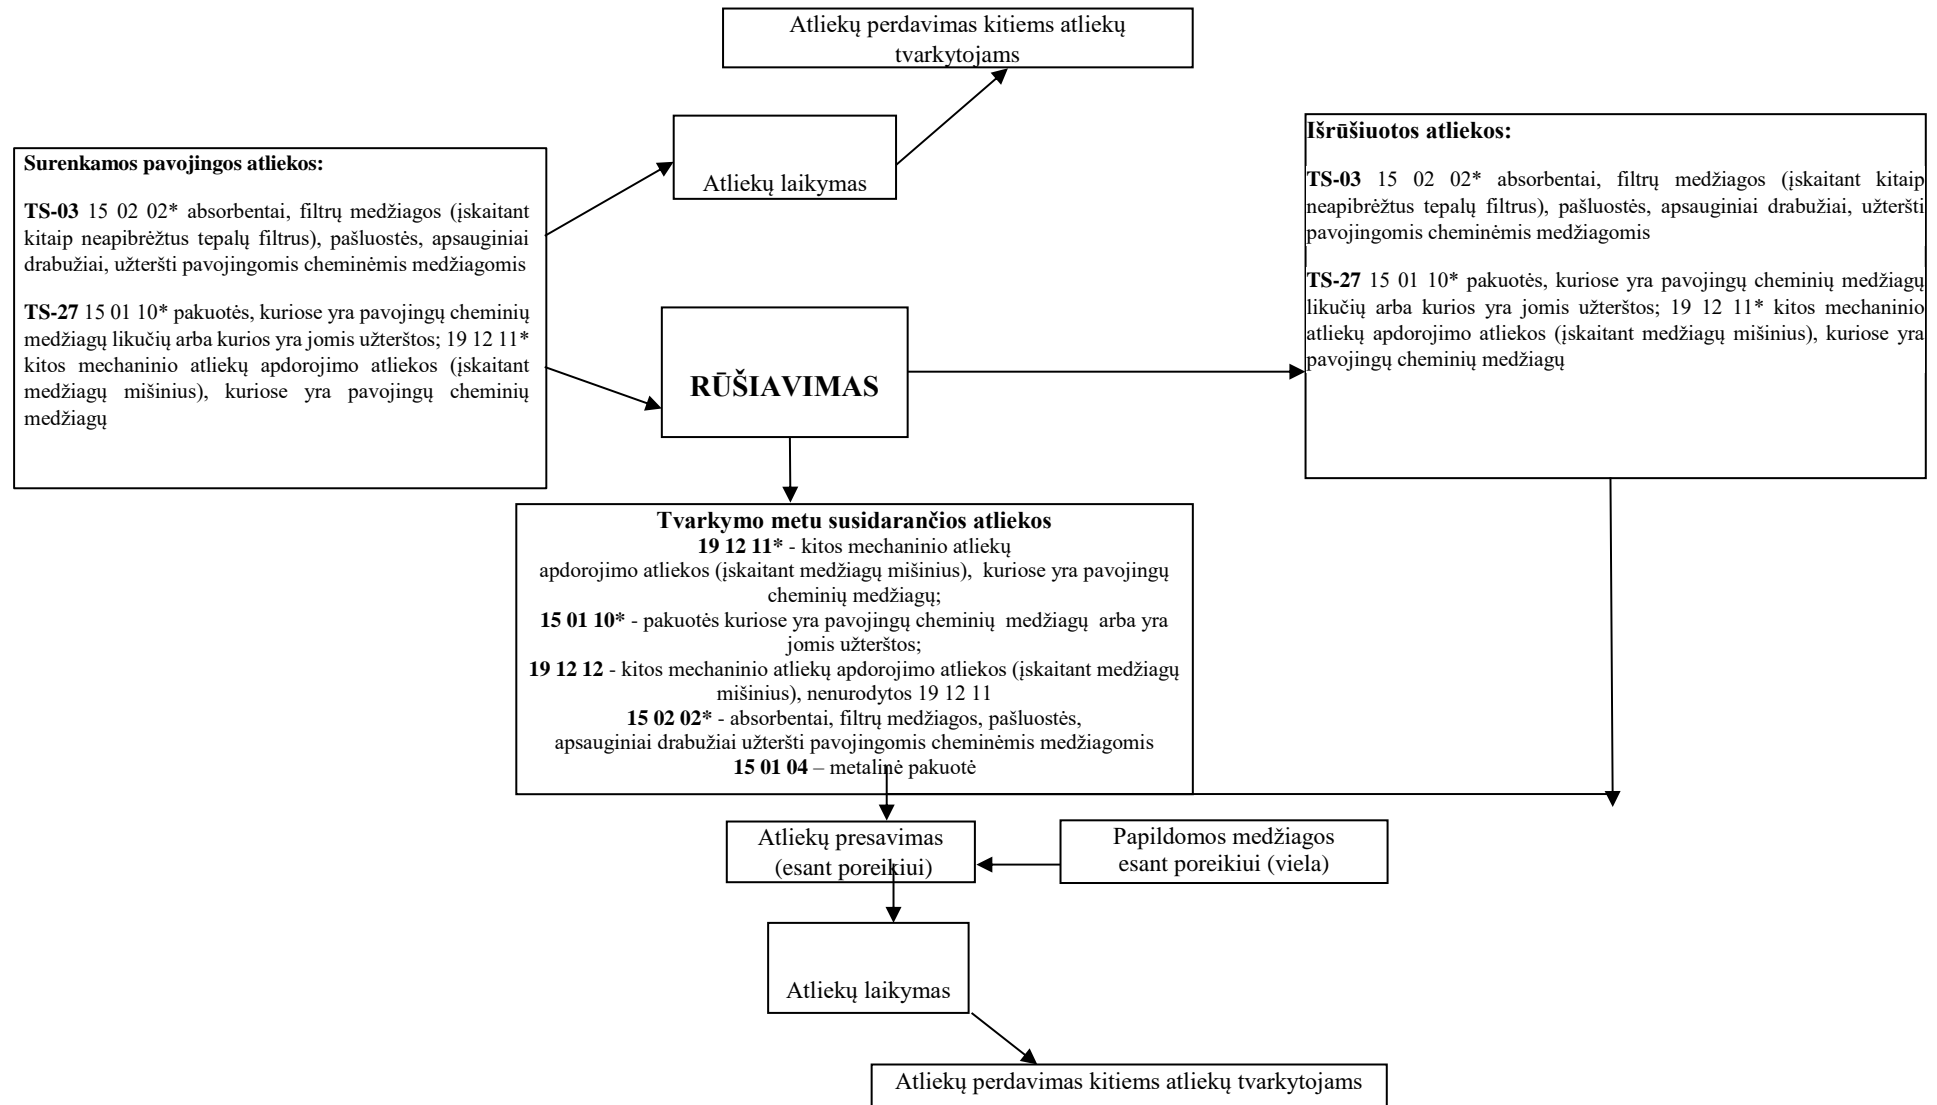 Atliekų perdavimas kitiems atliekų
tvarkytojams
Atliekų laikymas
Surenkamos pavojingos atliekos:
TS-03 15 02 02* absorbentai, filtrų medžiagos (įskaitant
kitaip neapibrėžtus tepalų filtrus), pašluostės, apsauginiai
drabužiai, užteršti pavojingomis cheminėmis medžiagomis
TS-27 15 01 10* pakuotės, kuriose yra pavojingų cheminių
medžiagų likučių arba kurios yra jomis užterštos; 19 12 11*
kitos mechaninio atliekų apdorojimo atliekos (įskaitant
medžiagų mišinius), kuriose yra pavojingų cheminių
medžiagų
RŪŠIAVIMAS
Išrūšiuotos atliekos:
TS-03 15 02 02* absorbentai, filtrų medžiagos (įskaitant kitaip
neapibrėžtus tepalų filtrus), pašluostės, apsauginiai drabužiai, užteršti
pavojingomis cheminėmis medžiagomis
TS-27 15 01 10* pakuotės, kuriose yra pavojingų cheminių medžiagų
likučių arba kurios yra jomis užterštos; 19 12 11* kitos mechaninio
atliekų apdorojimo atliekos (įskaitant medžiagų mišinius), kuriose yra
pavojingų cheminių medžiagų
Tvarkymo metu susidarančios atliekos
19 12 11* - kitos mechaninio atliekų
apdorojimo atliekos (įskaitant medžiagų mišinius), kuriose yra pavojingų
cheminių medžiagų;
15 01 10* - pakuotės kuriose yra pavojingų cheminių medžiagų arba yra
jomis užterštos;
19 12 12 - kitos mechaninio atliekų apdorojimo atliekos (įskaitant medžiagų
mišinius), nenurodytos 19 12 11
15 02 02* - absorbentai, filtrų medžiagos, pašluostės,
apsauginiai drabužiai užteršti pavojingomis cheminėmis medžiagomis
15 01 04 – metalinė pakuotė
Atliekų presavimas
(esant poreikiui)
Papildomos medžiagos
esant poreikiui (viela)
Atliekų laikymas
Atliekų perdavimas kitiems atliekų tvarkytojams